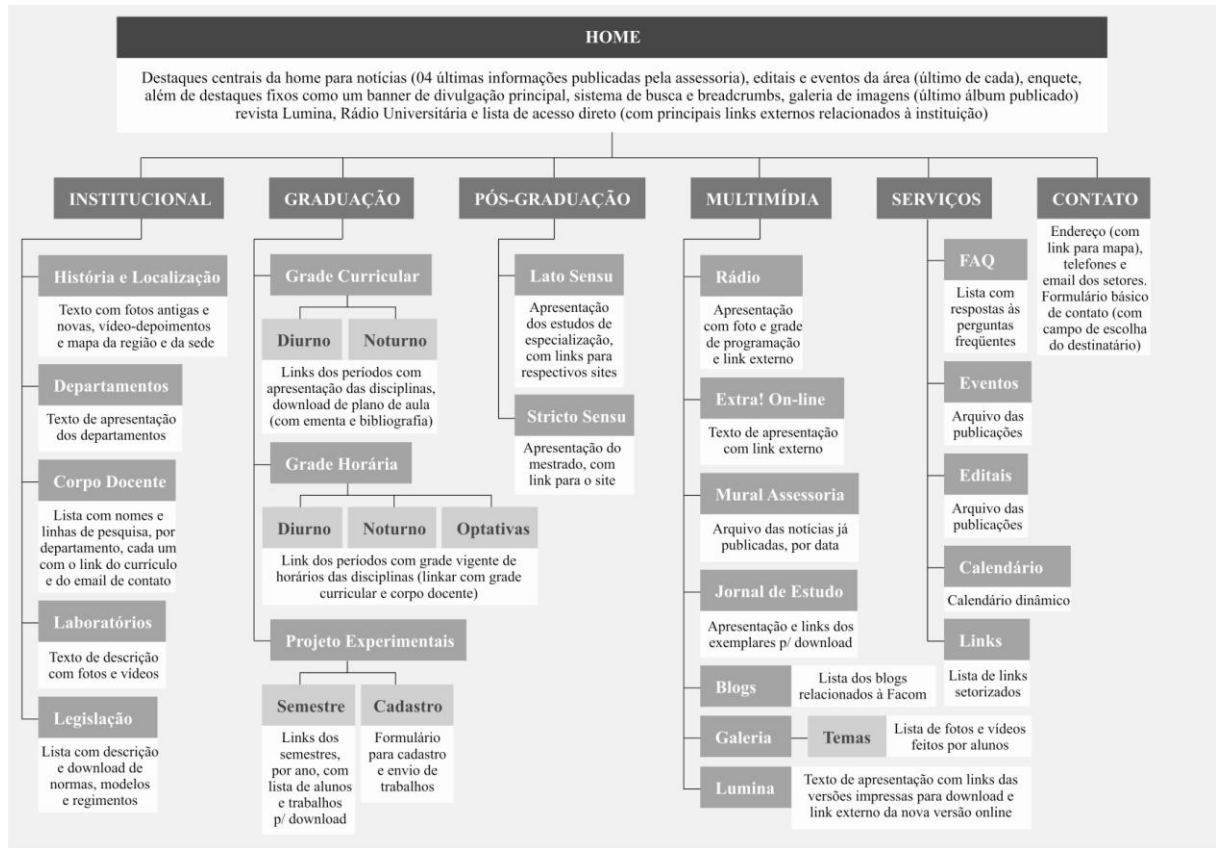 HOME
Destaques centrais da home para notícias (04 últimas informações publicadas pela assessoria), editais e eventos da área (último de cada), enquete,
além de destaques fixos como um banner de divulgação principal, sistema de busca e breadcrumbs, galeria de imagens (último álbum publicado)
revista Lumina, Rádio Universitária e lista de acesso direto (com principais links externos relacionados à instituição)
INSTITUCIONAL
História e Localização
Texto com fotos antigas e
novas, vídeo-depoimentos
e mapa da região e da sede
Departamentos
Texto de apresentação
dos departamentos
Corpo Docente
Lista com nomes e
linhas de pesquisa, por
departamento, cada um
com o link do currículo
e do email de contato
Laboratórios
Texto de descrição
com fotos e vídeos
Legislação
Lista com descrição
e download de
normas, modelos
e regimentos
GRADUAÇÃO
Grade Curricular
Diurno
Noturno
Links dos períodos com
apresentação das disciplinas,
download de plano de aula
(com ementa e bibliografia)
Grade Horária
Diurno
Noturno
Optativas
Link dos períodos com grade vigente de
horários das disciplinas (linkar com grade
curricular e corpo docente)
Projeto Experimentais
Semestre
Links dos
semestres,
por ano, com
lista de alunos
e trabalhos
p/ download
Cadastro
Formulário
para cadastro
e envio de
trabalhos
PÓS-GRADUAÇÃO
Lato Sensu
Apresentação
dos estudos de
especialização,
com links para
respectivos sites
Stricto Sensu
Apresentação do
mestrado, com
link para o site
MULTIMÍDIA
Rádio
Apresentação
com foto e grade
de programação
e link externo
Extra! On-line
Texto de apresentação
com link externo
Mural Assessoria
Arquivo das notícias já
publicadas, por data
Jornal de Estudo
Apresentação e links dos
exemplares p/ download
Blogs
Lista dos blogs
relacionados à Facom
Galeria
Temas
Lista de fotos e vídeos
feitos por alunos
Lumina
Texto de apresentação com links das
versões impressas para download e
link externo da nova versão online
SERVIÇOS
FAQ
Lista com
respostas às
perguntas
freqüentes
Eventos
Arquivo das
publicações
Editais
Arquivo das
publicações
Calendário
Calendário dinâmico
Links
Lista de links
setorizados
CONTATO
Endereço (com
link para mapa),
telefones e
email dos setores.
Formulário básico
de contato (com
campo de escolha
do destinatário)